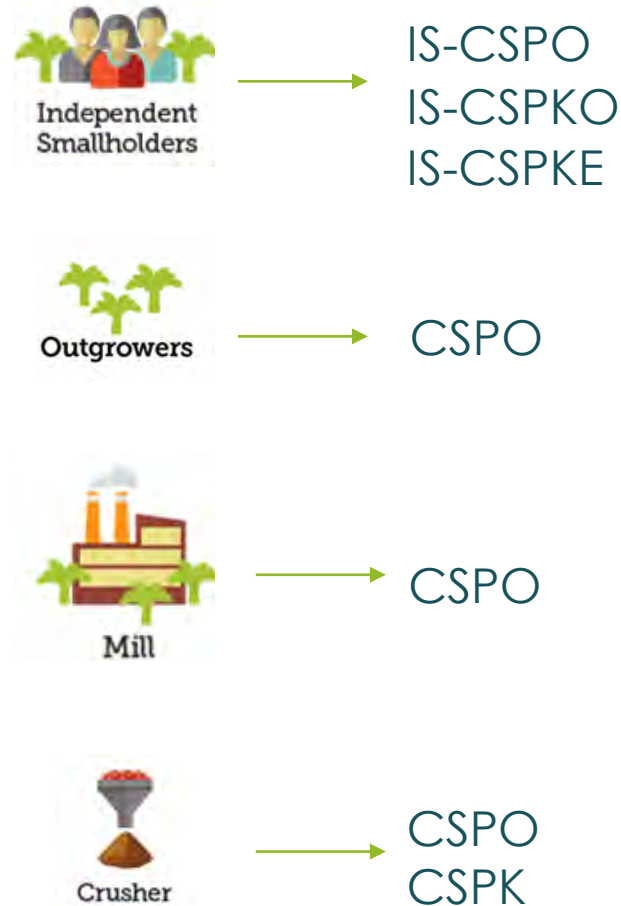 Independent
Smallholders
IS-CSPO
IS-CSPKO
IS-CSPKE
Outgrowers
CSPO
Mill
CSPO
Crusher
CSPO
CSPK